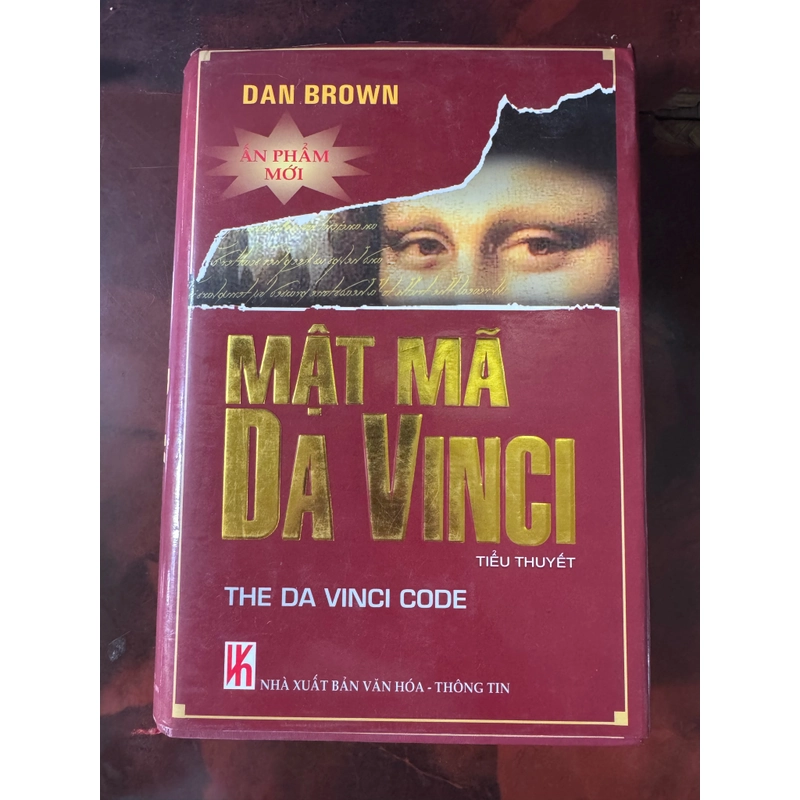 DAN BROWN
ẤN PHẨM
MỚI
MẬT MÃ
DA VINCI
TIỂU THUYẾT
THE DA VINCI CODE
NHÀ XUẤT BẢN VĂN HÓA - THÔNG TIN